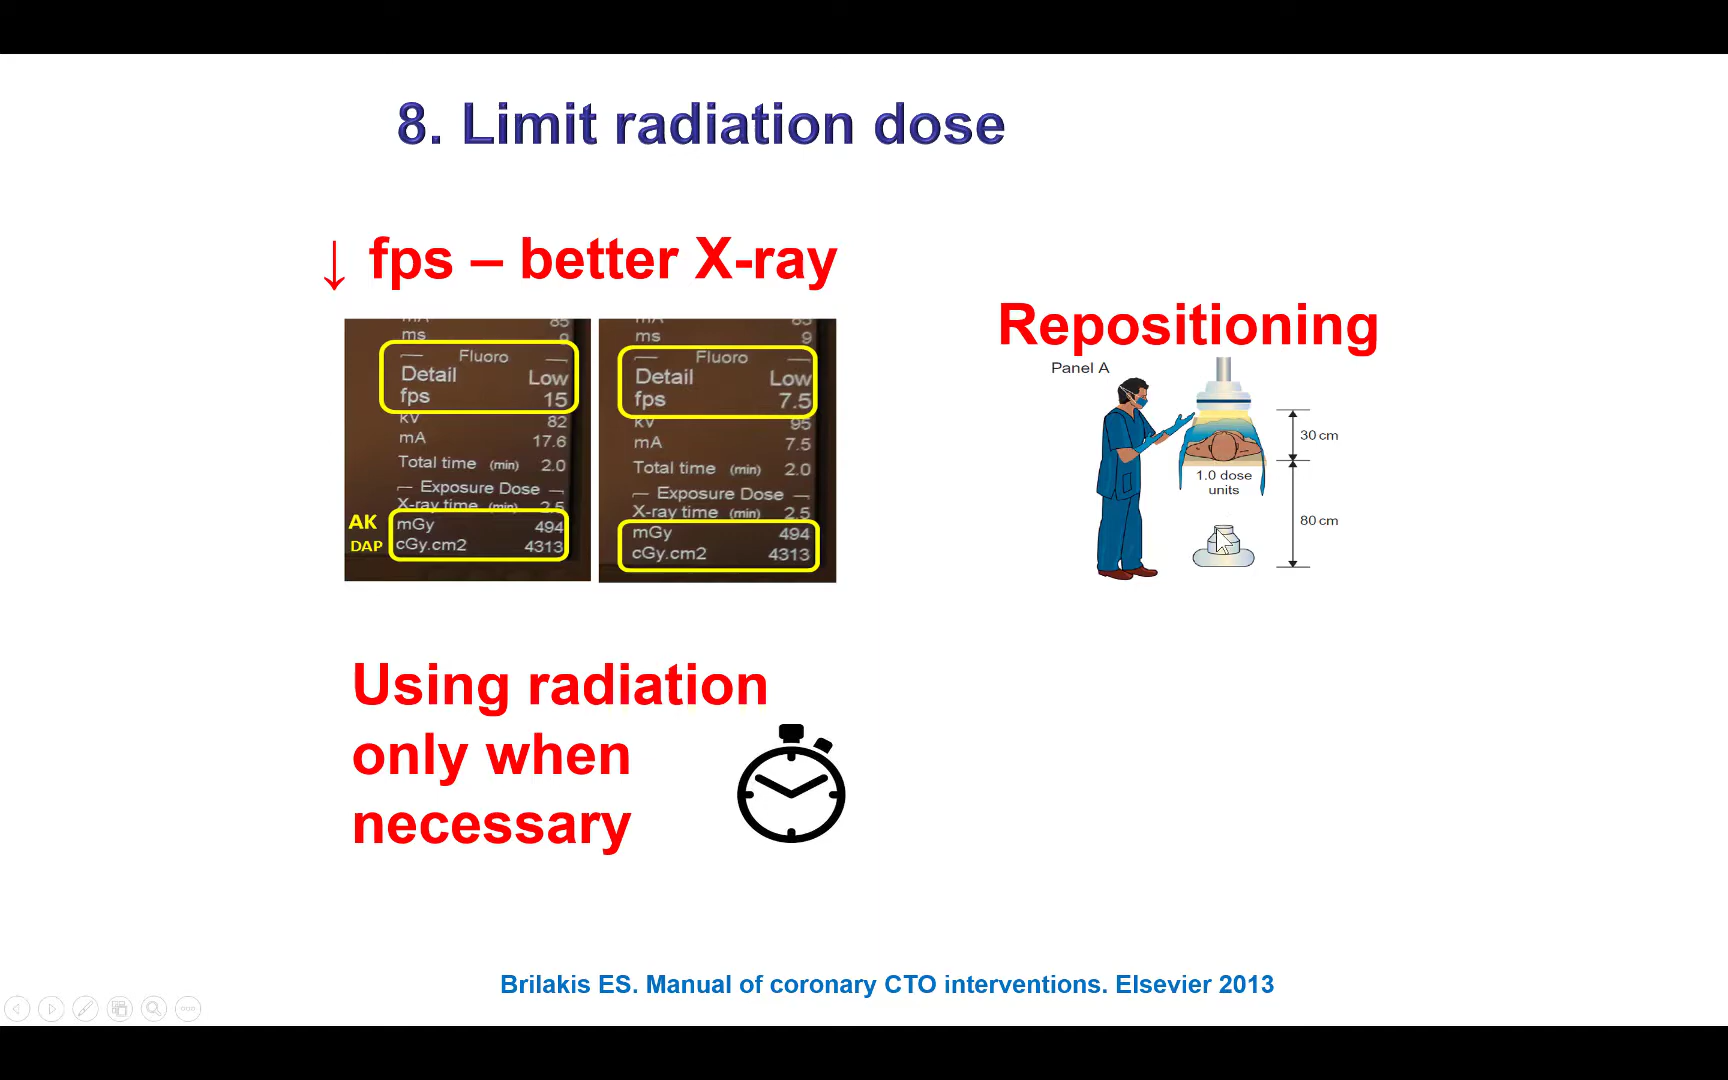 8. Limit radiation dose
↓ fps – better X-ray
mA 85
ms 9
Fluoro
Detail Low
fps 15
kV 82
mA 17.6
Total time (min) 2.0
Exposure Dose
X-ray time (min) 2.5
AK mGy 494
DAP cGy.cm2 4313
ms 9
Fluoro
Detail Low
fps 7.5
kV 95
mA 7.5
Total time (min) 2.0
Exposure Dose
X-ray time (min) 2.5
mGy 494
cGy.cm2 4313
Repositioning
Panel A
30 cm
1.0 dose
units
80 cm
Using radiation
only when
necessary
Brilakis ES. Manual of coronary CTO interventions. Elsevier 2013